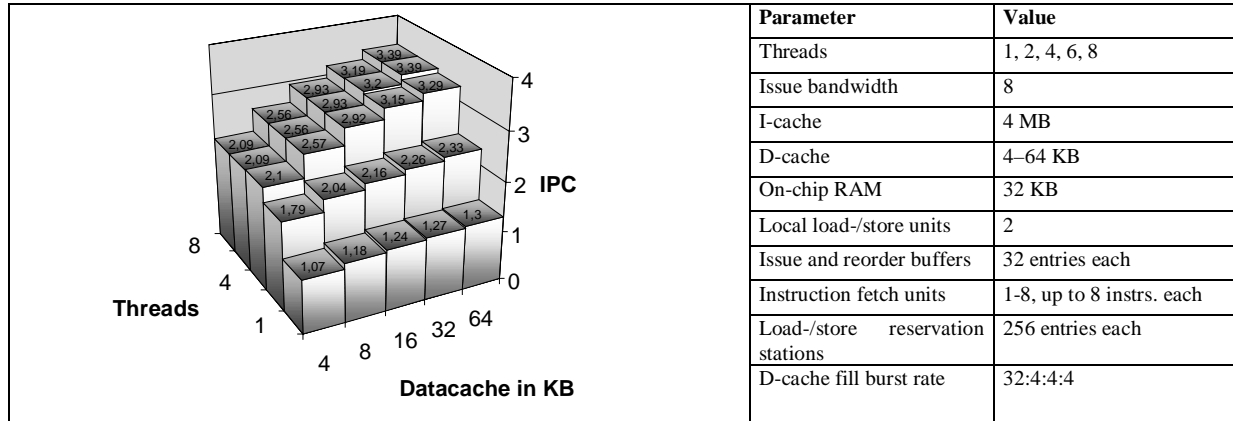 3,39
3,39
3,19
3,2
3,29
2,93
2,93
3,15
2,56
2,56
2,92
2,09
2,09
2,57
2,1
2,33
2,26
2,16
2,04
1,79
1,3
1,27
1,24
1,18
1,07
4
3
2 IPC
1
0
8
4
1
Threads
4 8 16 32 64
Datacache in KB
Parameter Value
Threads 1, 2, 4, 6, 8
Issue bandwidth 8
I-cache 4 MB
D-cache 4–64 KB
On-chip RAM 32 KB
Local load-/store units 2
Issue and reorder buffers 32 entries each
Instruction fetch units 1-8, up to 8 instrs. each
Load-/store reservation 256 entries each
stations
D-cache fill burst rate 32:4:4:4